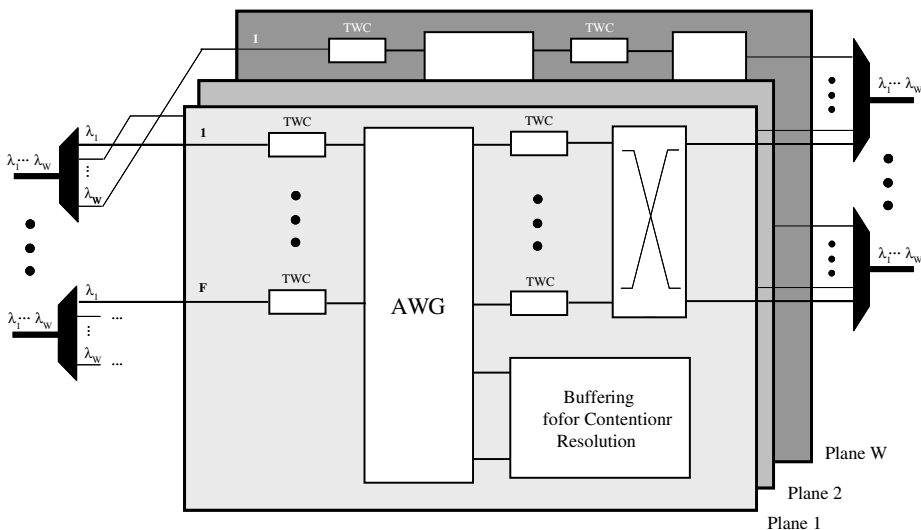 1
TWC
TWC
λ1··· λW
λ1
⋮
λW
λ1··· λW
1
TWC
TWC
F
TWC
TWC
AWG
λ1
...
⋮
λW
...
λ1··· λW
λ1··· λW
Buffering
fofor Contentionr
Resolution
Plane W
Plane 2
Plane 1